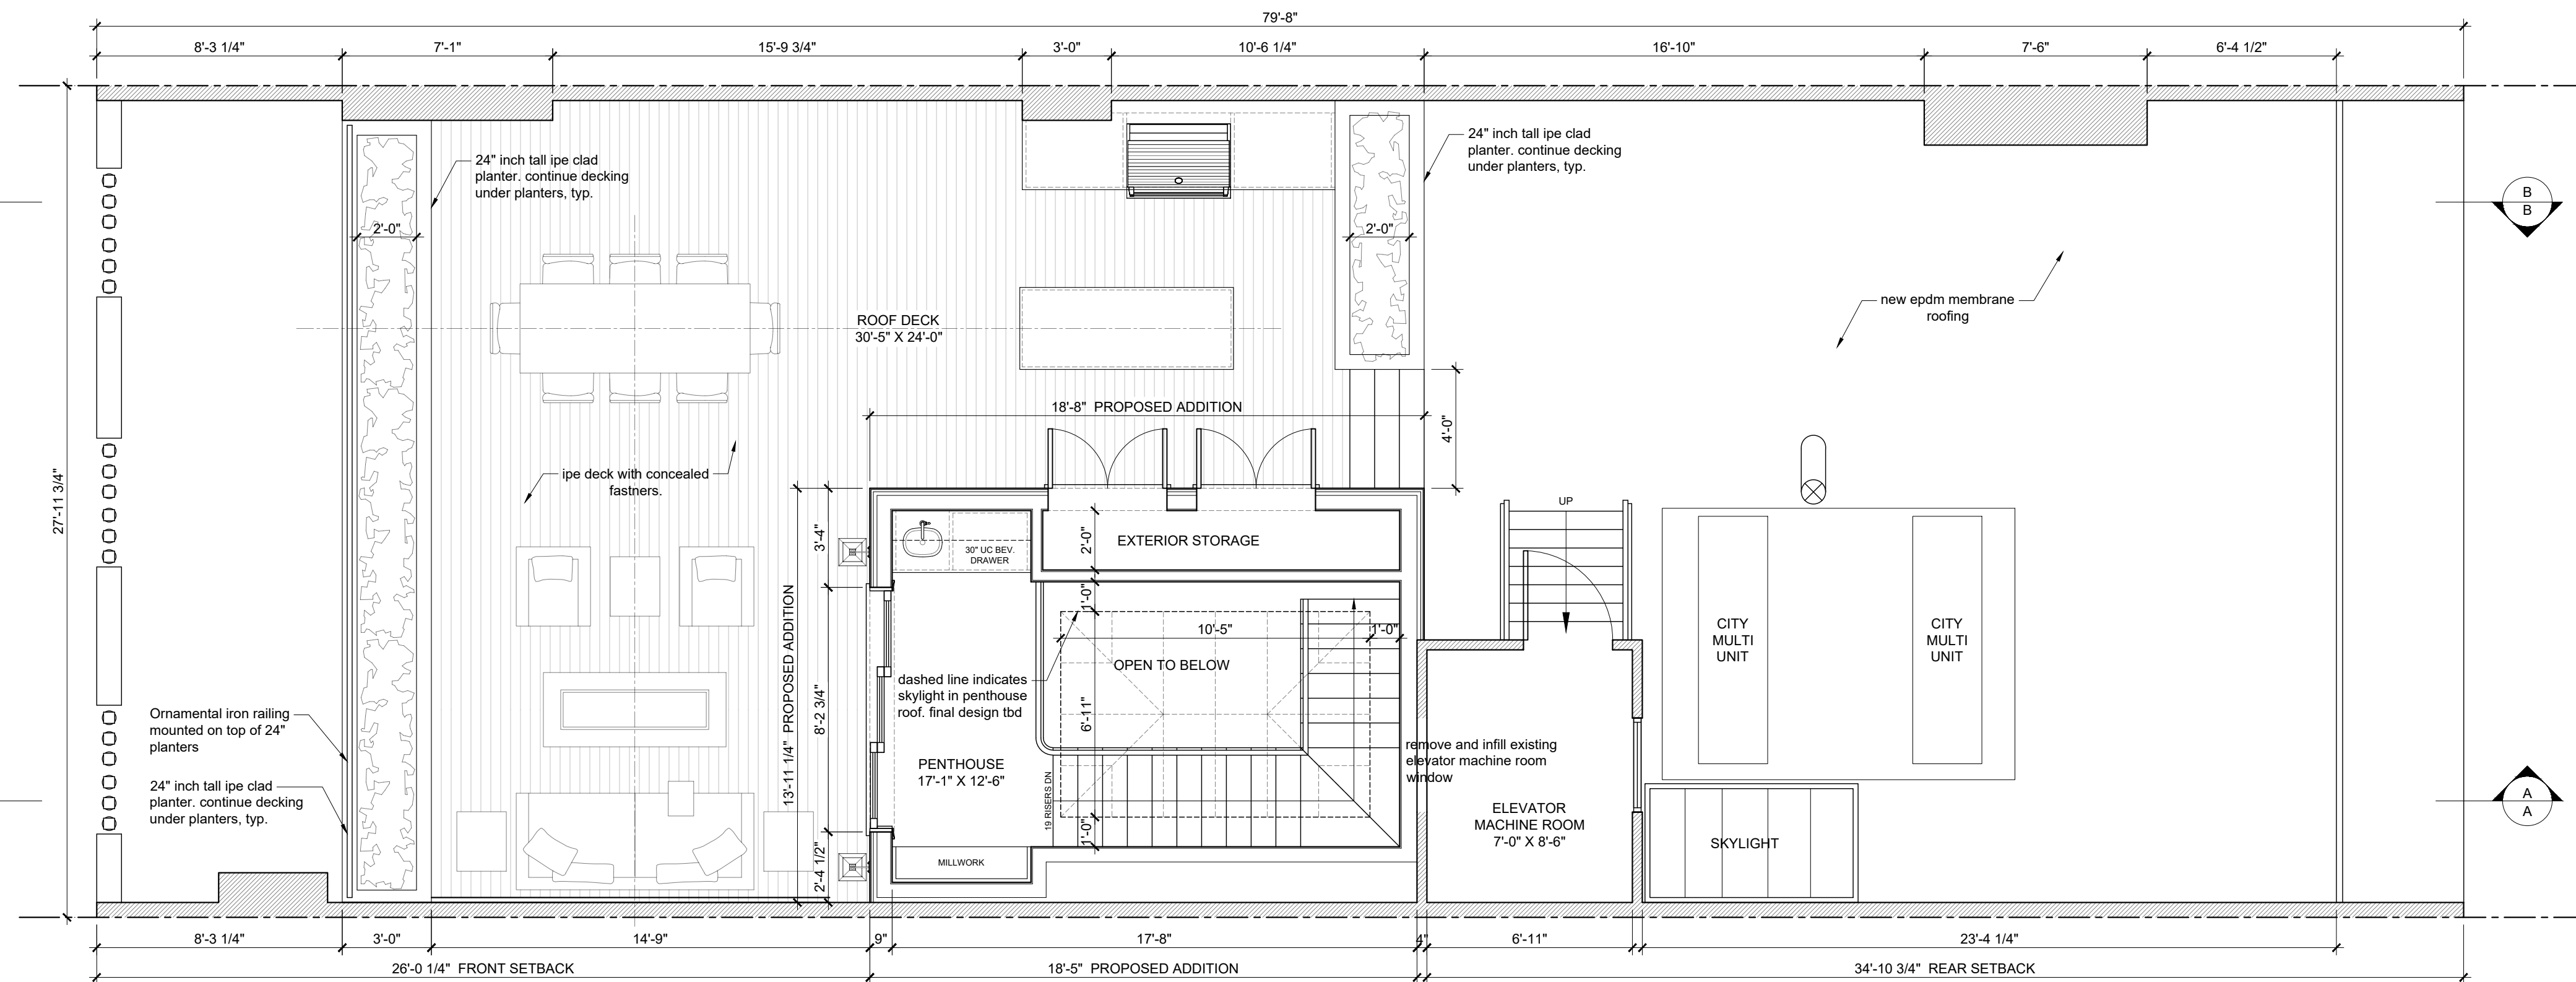 79'-8"
8'-3 1/4"
7'-1"
15'-9 3/4"
3'-0"
10'-6 1/4"
16'-10"
7'-6"
6'-4 1/2"
24" inch tall ipe clad
planter. continue decking
under planters, typ.
24" inch tall ipe clad
planter. continue decking
under planters, typ.
B
B
2'-0"
2'-0"
new epdm membrane
roofing
ROOF DECK
30'-5" X 24'-0"
18'-8" PROPOSED ADDITION
4'-0"
27'-11 3/4"
ipe deck with concealed
fastners.
UP
3'-4"
2'-0"
EXTERIOR STORAGE
30" UC BEV.
DRAWER
13'-11 1/4" PROPOSED ADDITION
1'-0"
10'-5"
1'-0"
CITY
MULTI
UNIT
CITY
MULTI
UNIT
OPEN TO BELOW
dashed line indicates
skylight in penthouse
roof. final design tbd
8'-2 3/4"
6'-11"
Ornamental iron railing
mounted on top of 24"
planters
remove and infill existing
elevator machine room
window
PENTHOUSE
17'-1" X 12'-6"
19 RISERS DN
24" inch tall ipe clad
planter. continue decking
under planters, typ.
A
A
ELEVATOR
MACHINE ROOM
7'-0" X 8'-6"
SKYLIGHT
1'-0"
2'-4 1/2"
MILLWORK
8'-3 1/4"
3'-0"
14'-9"
9"
17'-8"
4"
6'-11"
23'-4 1/4"
26'-0 1/4" FRONT SETBACK
18'-5" PROPOSED ADDITION
34'-10 3/4" REAR SETBACK